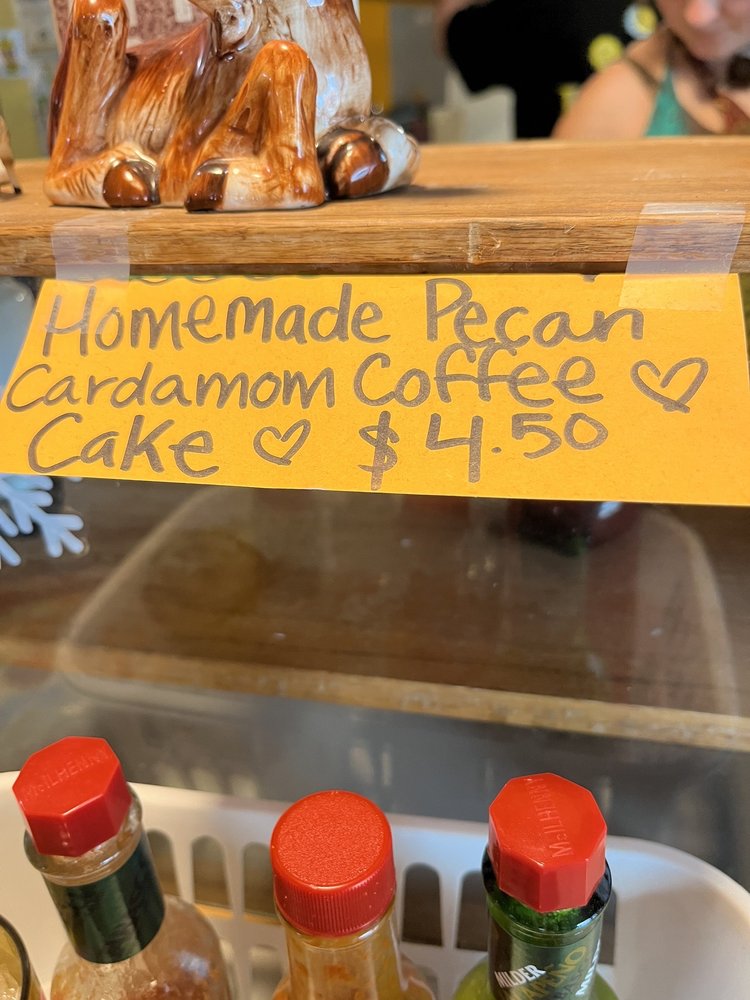 Homemade Pecan
Cardamom Coffee ♡
Cake ♡ $4.50
McILHENNY
McILHENNY
MILDER